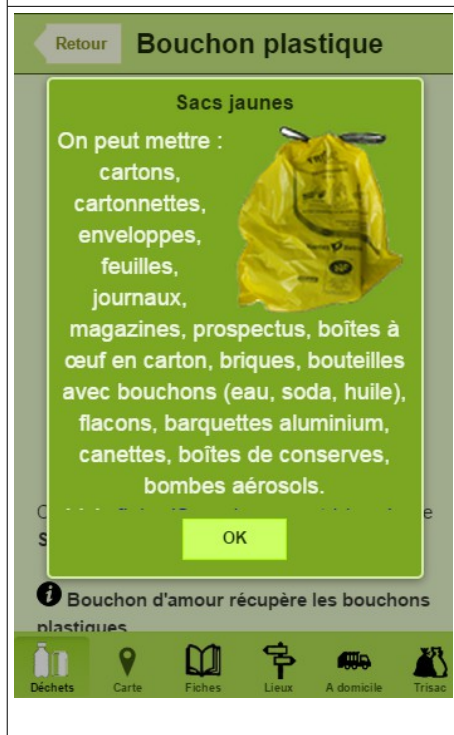 Retour
Bouchon plastique
Sacs jaunes
On peut mettre :
cartons,
cartonnettes,
enveloppes,
feuilles,
journaux,
magazines, prospectus, boîtes à
œuf en carton, briques, bouteilles
avec bouchons (eau, soda, huile),
flacons, barquettes aluminium,
canettes, boîtes de conserves,
bombes aérosols.
OK
Bouchon d'amour récupère les bouchons
plastiques
Déchets
Carte
Fiches
Lieux
A domicile
Trisac